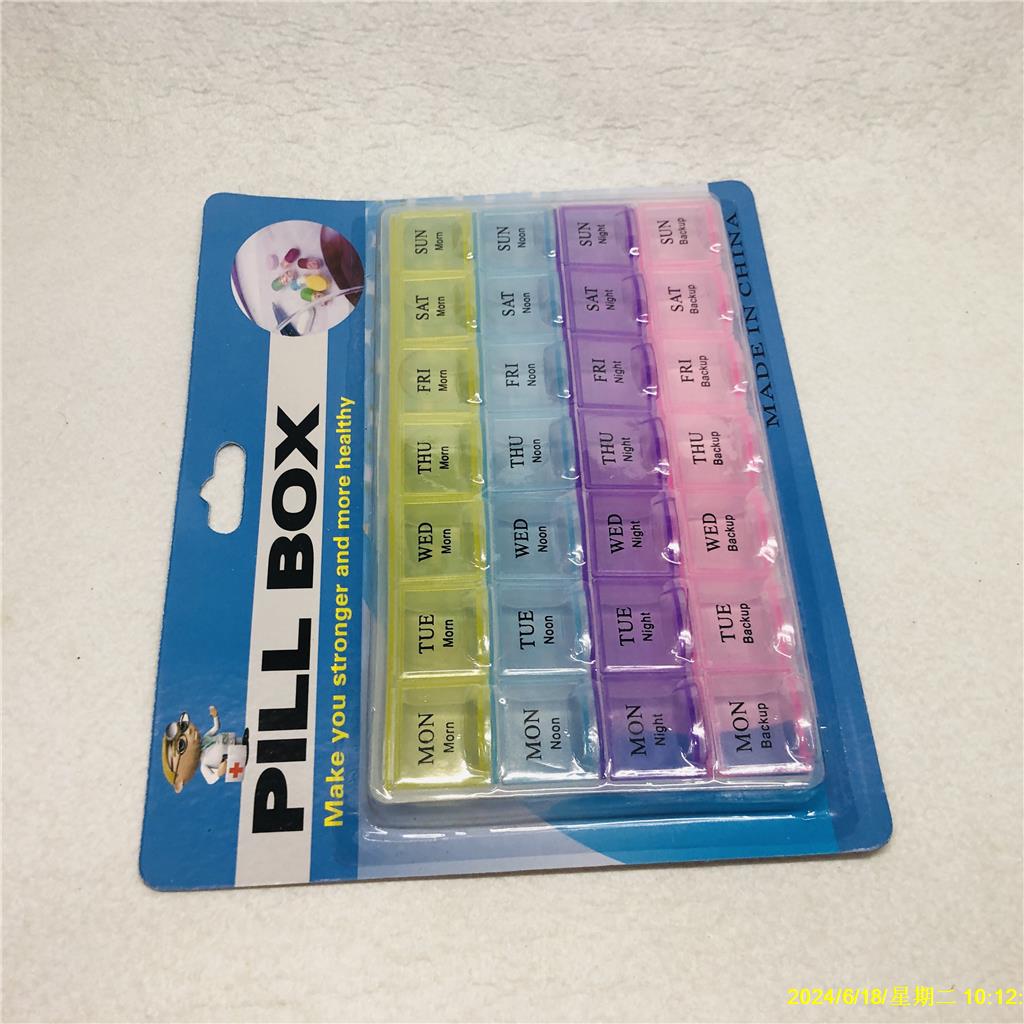 PILL BOX
Make you stronger and more healthy
MON Morn
TUE Morn
WED Morn
THU Morn
FRI Morn
SAT Morn
SUN Morn
MON Noon
TUE Noon
WED Noon
THU Noon
FRI Noon
SAT Noon
SUN Noon
MON Night
TUE Night
WED Night
THU Night
FRI Night
SAT Night
SUN Night
MON Backup
TUE Backup
WED Backup
THU Backup
FRI Backup
SAT Backup
SUN Backup
MADE IN CHINA
2024/6/18/星期二 10:12: